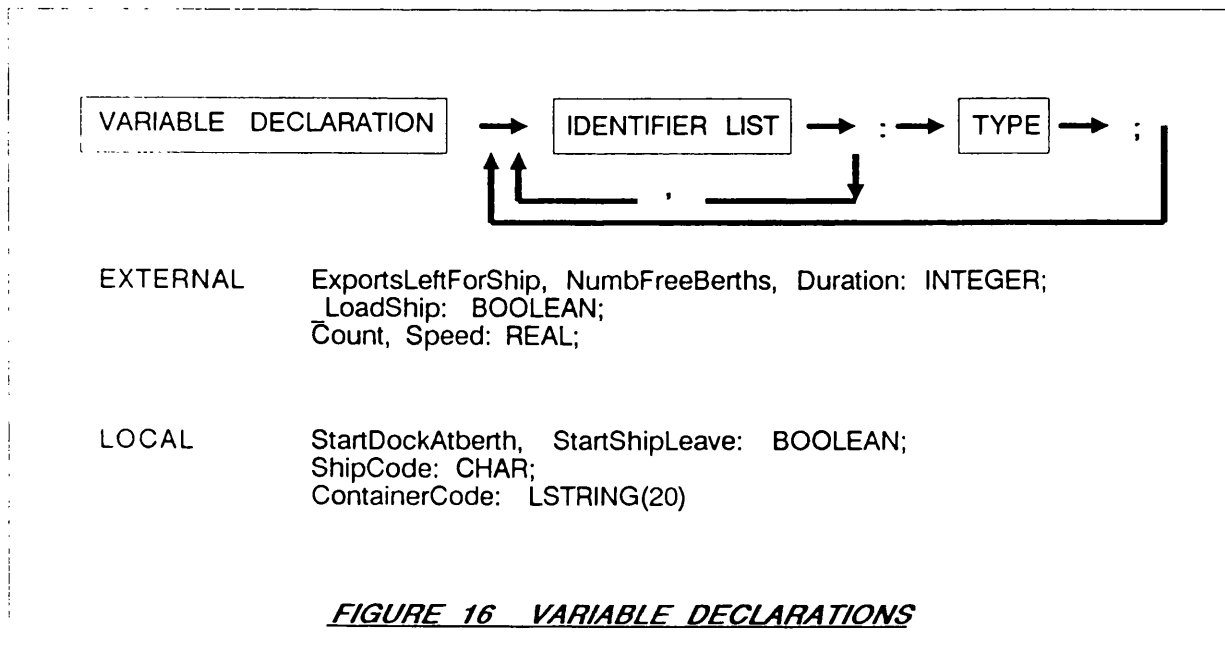 VARIABLE DECLARATION IDENTIFIER LIST : TYPE ;
,
EXTERNAL ExportsLeftForShip, NumbFreeBerths, Duration: INTEGER;
_LoadShip: BOOLEAN;
Count, Speed: REAL;
LOCAL StartDockAtberth, StartShipLeave: BOOLEAN;
ShipCode: CHAR;
ContainerCode: LSTRING(20)
FIGURE 16 VARIABLE DECLARATIONS